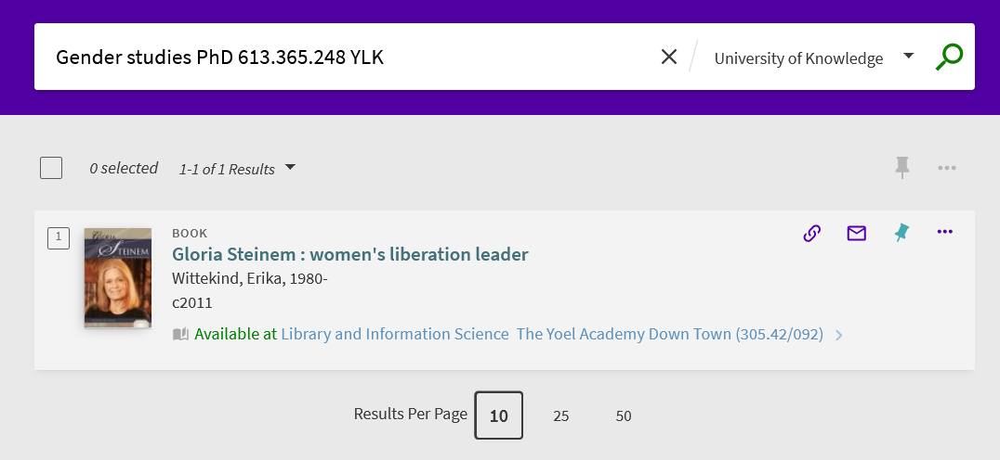 Gender studies PhD 613.365.248 YLK
University of Knowledge
0 selected 1-1 of 1 Results
1
BOOK
Gloria Steinem : women's liberation leader
Wittekind, Erika, 1980-
c2011
Available at Library and Information Science The Yoel Academy Down Town (305.42/092)
Gloria
STEINEM
Results Per Page 10 25 50